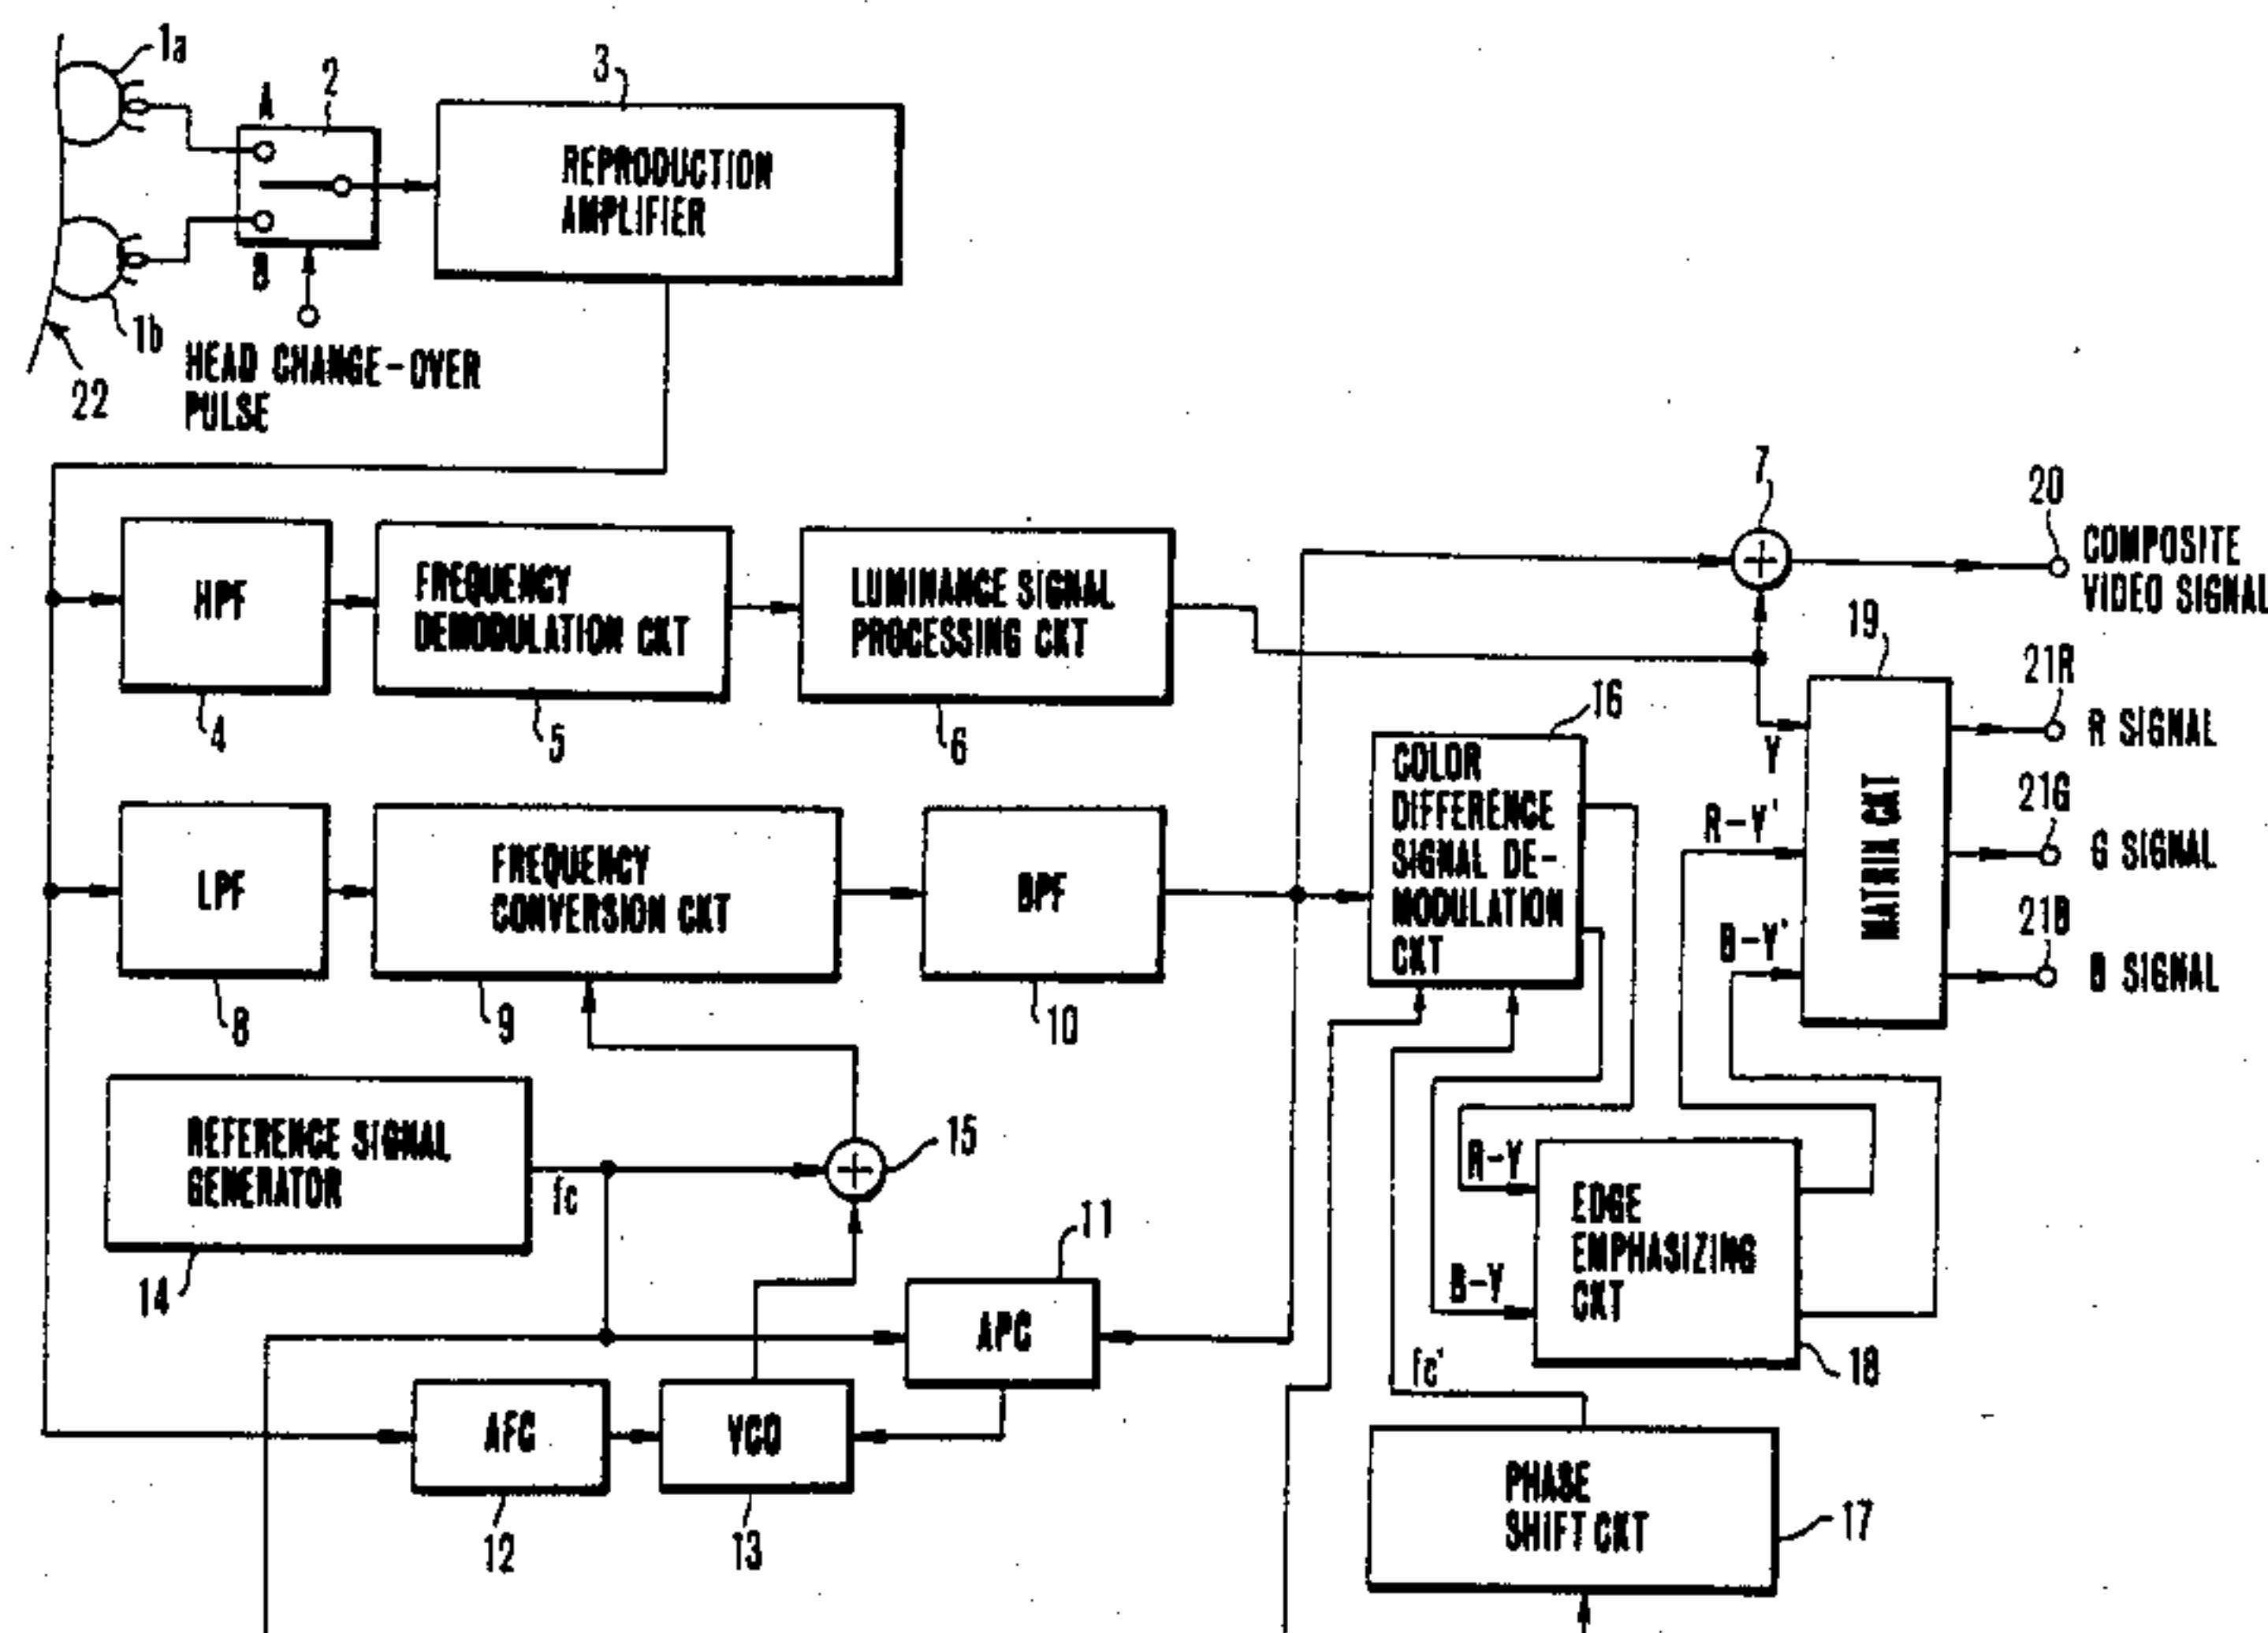 1a
A
2
3
REPRODUCTION
AMPLIFIER
B
1b
22
HEAD CHANGE-OVER
PULSE
7
20
COMPOSITE
VIDEO SIGNAL
HPF
4
FREQUENCY
DEMODULATION CKT
5
LUMINANCE SIGNAL
PROCESSING CKT
6
16
19
21R
R SIGNAL
Y
COLOR
DIFFERENCE
SIGNAL DE-
MODULATION
CKT
R-Y'
B-Y'
MATRIX CKT
21G
G SIGNAL
21B
B SIGNAL
LPF
8
FREQUENCY
CONVERSION CKT
9
BPF
10
REFERENCE SIGNAL
GENERATOR
14
fc
15
11
APC
R-Y
B-Y
EDGE
EMPHASIZING
CKT
18
fc'
AFC
12
VCO
13
PHASE
SHIFT CKT
17